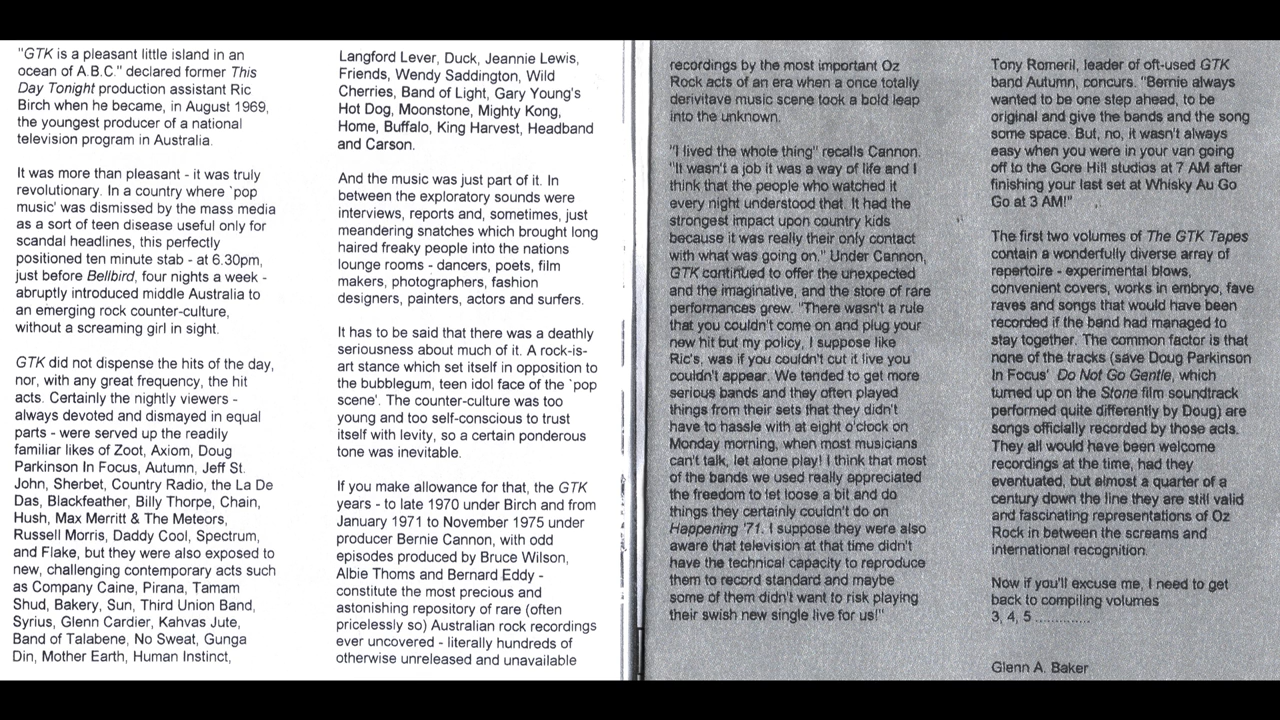 "GTK is a pleasant little island in an
ocean of A.B.C." declared former This
Day Tonight production assistant Ric
Birch when he became, in August 1969,
the youngest producer of a national
television program in Australia.
It was more than pleasant - it was truly
revolutionary. In a country where `pop
music' was dismissed by the mass media
as a sort of teen disease useful only for
scandal headlines, this perfectly
positioned ten minute stab - at 6.30pm,
just before Bellbird, four nights a week -
abruptly introduced middle Australia to
an emerging rock counter-culture,
without a screaming girl in sight.
GTK did not dispense the hits of the day,
nor, with any great frequency, the hit
acts. Certainly the nightly viewers -
always devoted and dismayed in equal
parts - were served up the readily
familiar likes of Zoot, Axiom, Doug
Parkinson In Focus, Autumn, Jeff St.
John, Sherbet, Country Radio, the La De
Das, Blackfeather, Billy Thorpe, Chain,
Hush, Max Merritt & The Meteors,
Russell Morris, Daddy Cool, Spectrum,
and Flake, but they were also exposed to
new, challenging contemporary acts such
as Company Caine, Pirana, Tamam
Shud, Bakery, Sun, Third Union Band,
Syrius, Glenn Cardier, Kahvas Jute,
Band of Talabene, No Sweat, Gunga
Din, Mother Earth, Human Instinct,
Langford Lever, Duck, Jeannie Lewis,
Friends, Wendy Saddington, Wild
Cherries, Band of Light, Gary Young's
Hot Dog, Moonstone, Mighty Kong,
Home, Buffalo, King Harvest, Headband
and Carson.
And the music was just part of it. In
between the exploratory sounds were
interviews, reports and, sometimes, just
meandering snatches which brought long
haired freaky people into the nations
lounge rooms - dancers, poets, film
makers, photographers, fashion
designers, painters, actors and surfers.
It has to be said that there was a deathly
seriousness about much of it. A rock-is-
art stance which set itself in opposition to
the bubblegum, teen idol face of the `pop
scene'. The counter-culture was too
young and too self-conscious to trust
itself with levity, so a certain ponderous
tone was inevitable.
If you make allowance for that, the GTK
years - to late 1970 under Birch and from
January 1971 to November 1975 under
producer Bernie Cannon, with odd
episodes produced by Bruce Wilson,
Albie Thoms and Bernard Eddy -
constitute the most precious and
astonishing repository of rare (often
pricelessly so) Australian rock recordings
ever uncovered - literally hundreds of
otherwise unreleased and unavailable
recordings by the most important Oz
Rock acts of an era when a once totally
derivitave music scene took a bold leap
into the unknown.
"I lived the whole thing" recalls Cannon.
"It wasn't a job it was a way of life and I
think that the people who watched it
every night understood that. It had the
strongest impact upon country kids
because it was really their only contact
with what was going on." Under Cannon,
GTK continued to offer the unexpected
and the imaginative, and the store of rare
performances grew. "There wasn't a rule
that you couldn't come on and plug your
new hit but my policy, I suppose like
Ric's, was if you couldn't cut it live you
couldn't appear. We tended to get more
serious bands and they often played
things from their sets that they didn't
have to hassle with at eight o'clock on
Monday morning, when most musicians
can't talk, let alone play! I think that most
of the bands we used really appreciated
the freedom to let loose a bit and do
things they certainly couldn't do on
Happening '71. I suppose they were also
aware that television at that time didn't
have the technical capacity to reproduce
them to record standard and maybe
some of them didn't want to risk playing
their swish new single live for us!"
Tony Romeril, leader of oft-used GTK
band Autumn, concurs. "Bernie always
wanted to be one step ahead, to be
original and give the bands and the song
some space. But, no, it wasn't always
easy when you were in your van going
off to the Gore Hill studios at 7 AM after
finishing your last set at Whisky Au Go
Go at 3 AM!"
The first two volumes of The GTK Tapes
contain a wonderfully diverse array of
repertoire - experimental blows,
convenient covers, works in embryo, fave
raves and songs that would have been
recorded if the band had managed to
stay together. The common factor is that
none of the tracks (save Doug Parkinson
In Focus' Do Not Go Gentle, which
turned up on the Stone film soundtrack
performed quite differently by Doug) are
songs officially recorded by those acts.
They all would have been welcome
recordings at the time, had they
eventuated, but almost a quarter of a
century down the line they are still valid
and fascinating representations of Oz
Rock in between the screams and
international recognition.
Now if you'll excuse me, I need to get
back to compiling volumes
3, 4, 5 .............
Glenn A. Baker